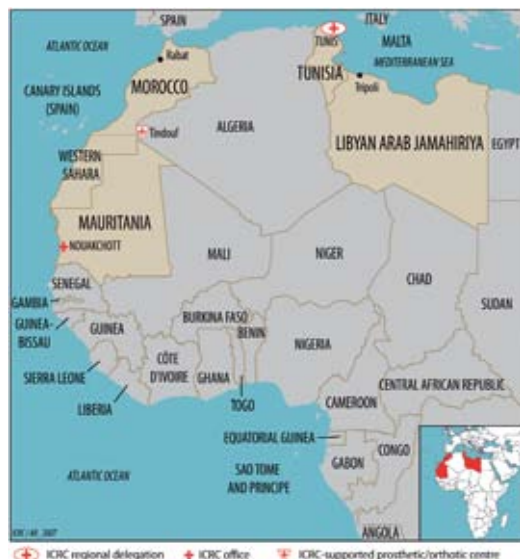 SPAIN
ITALY
ATLANTIC OCEAN
TUNIS
MALTA
Rabat
MEDITERRANEAN SEA
MOROCCO
TUNISIA
Tripoli
CANARY ISLANDS
(SPAIN)
Tindouf
ALGERIA
LIBYAN ARAB JAMAHIRIYA
EGYPT
WESTERN
SAHARA
MAURITANIA
NOUAKCHOTT
MALI
NIGER
CHAD
SUDAN
SENEGAL
GAMBIA
GUINEA-
BISSAU
GUINEA
BURKINA FASO
BENIN
NIGERIA
CÔTE
D'IVOIRE
GHANA
SIERRA LEONE
LIBERIA
TOGO
CENTRAL AFRICAN REPUBLIC
CAMEROON
EQUATORIAL GUINEA
CONGO
GABON
SAO TOME
AND PRINCIPE
ATLANTIC OCEAN
ANGOLA
ICRC regional delegation
ICRC office
ICRC-supported prosthetic/orthotic centre